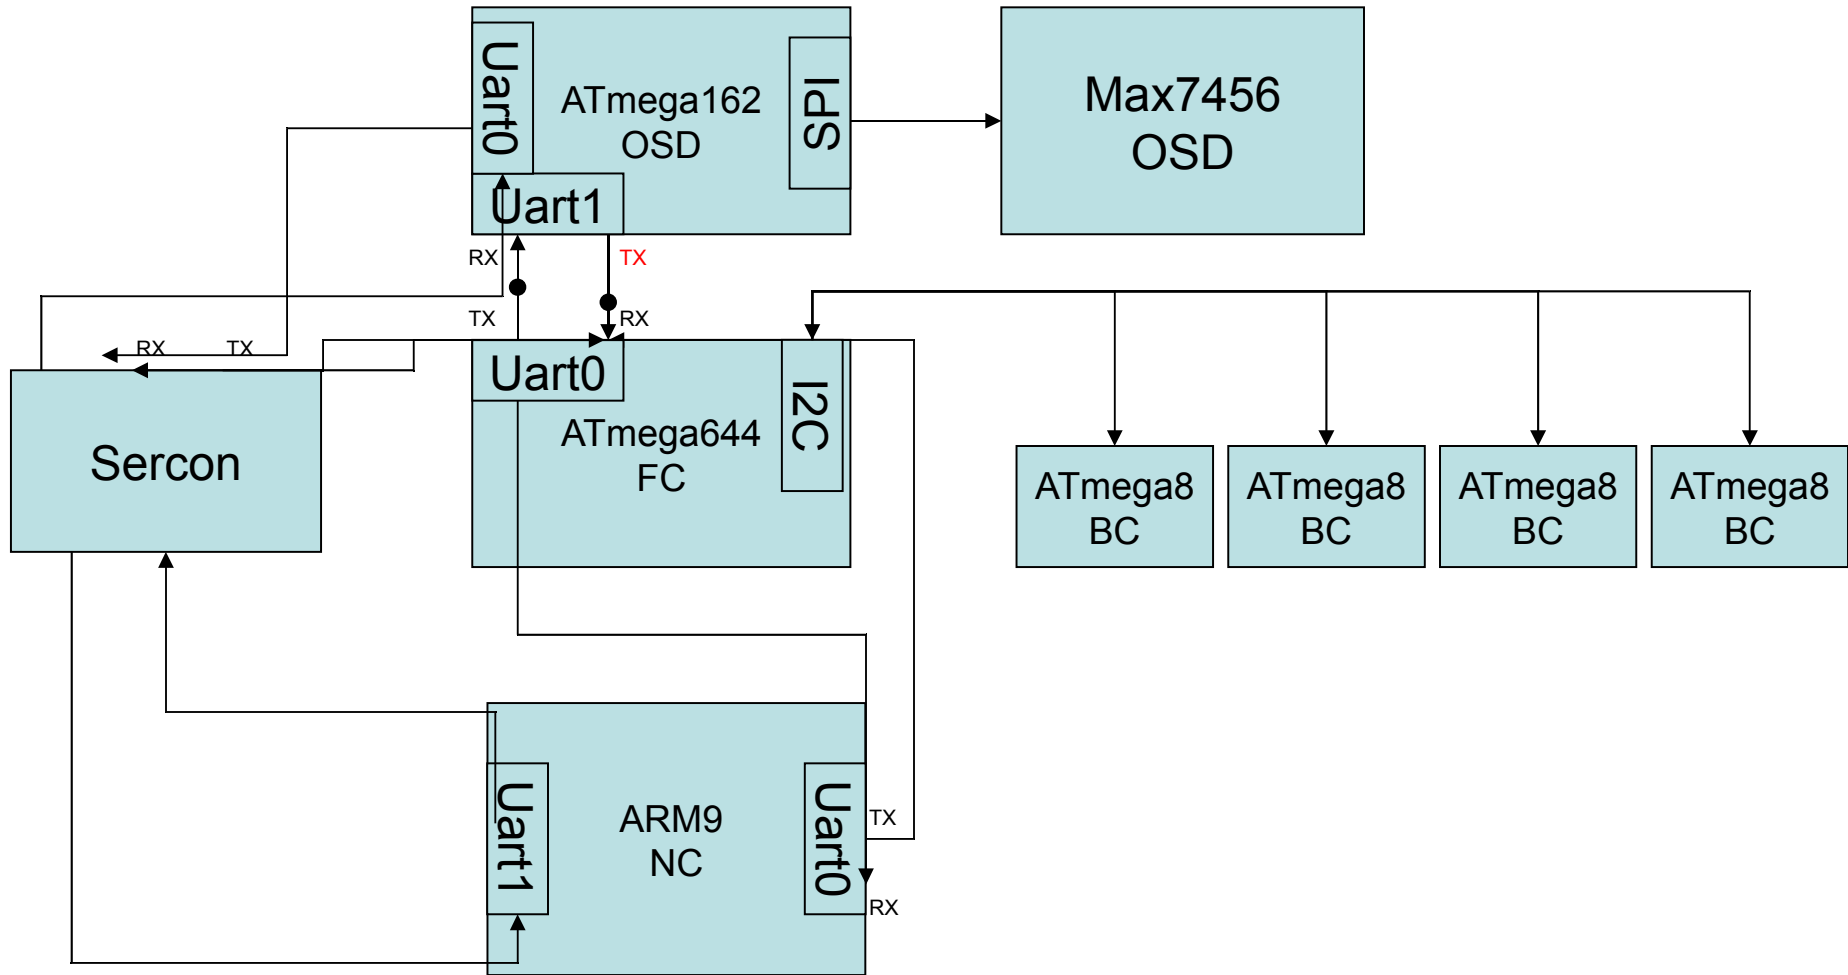 Uart0
ATmega162
OSD
SPI
Max7456
OSD
Uart1
RX
TX
TX
RX
RX
TX
Uart0
I2C
ATmega644
FC
Sercon
ATmega8
BC
ATmega8
BC
ATmega8
BC
ATmega8
BC
Uart1
ARM9
NC
Uart0
TX
RX